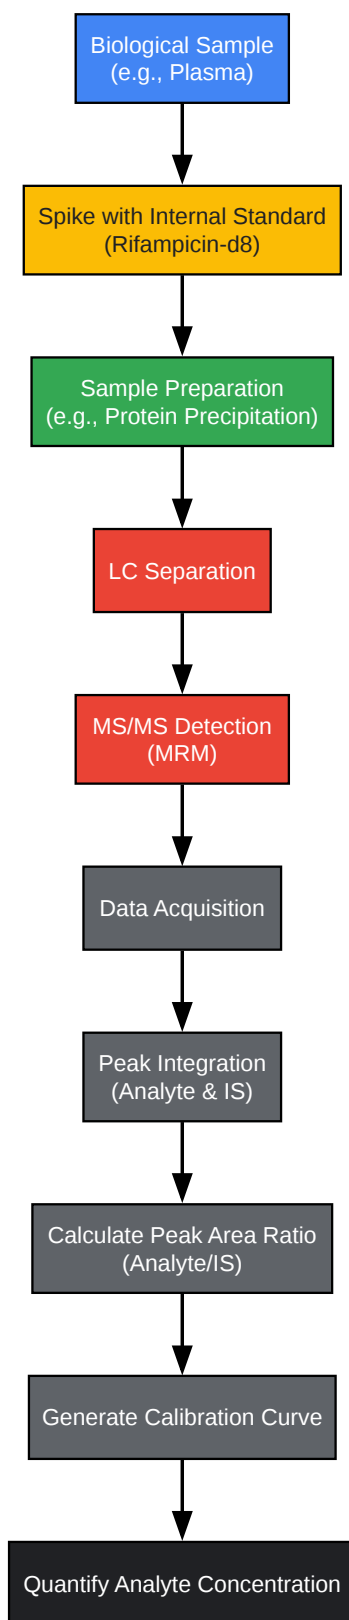 Biological Sample
(e.g., Plasma)
Spike with Internal Standard
(Rifampicin-d8)
Sample Preparation
(e.g., Protein Precipitation)
LC Separation
MS/MS Detection
(MRM)
Data Acquisition
Peak Integration
(Analyte & IS)
Calculate Peak Area Ratio
(Analyte/IS)
Generate Calibration Curve
Quantify Analyte Concentration